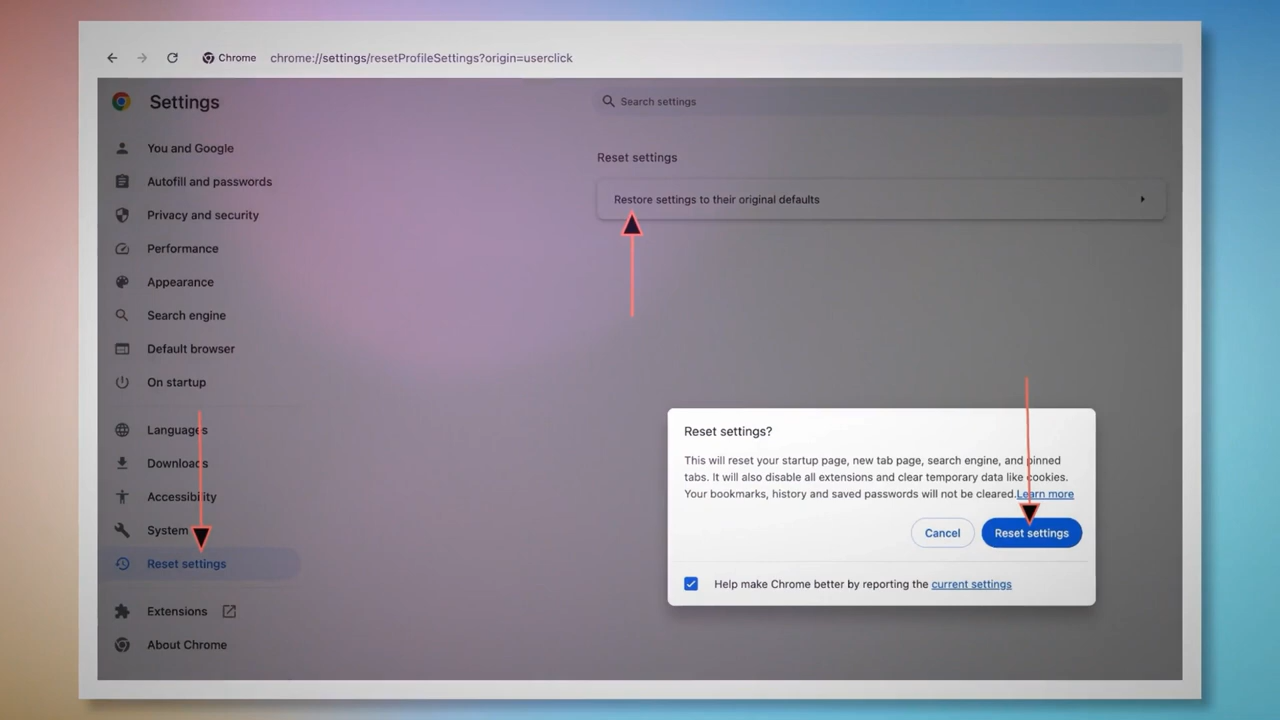 Chrome
chrome://settings/resetProfileSettings?origin=userclick
Settings
Search settings
You and Google
Autofill and passwords
Privacy and security
Performance
Appearance
Search engine
Default browser
On startup
Languages
Downloads
Accessibility
System
Reset settings
Extensions
About Chrome
Reset settings
Restore settings to their original defaults
Reset settings?
This will reset your startup page, new tab page, search engine, and pinned
tabs. It will also disable all extensions and clear temporary data like cookies.
Your bookmarks, history and saved passwords will not be cleared.Learn more
Cancel
Reset settings
Help make Chrome better by reporting the current settings